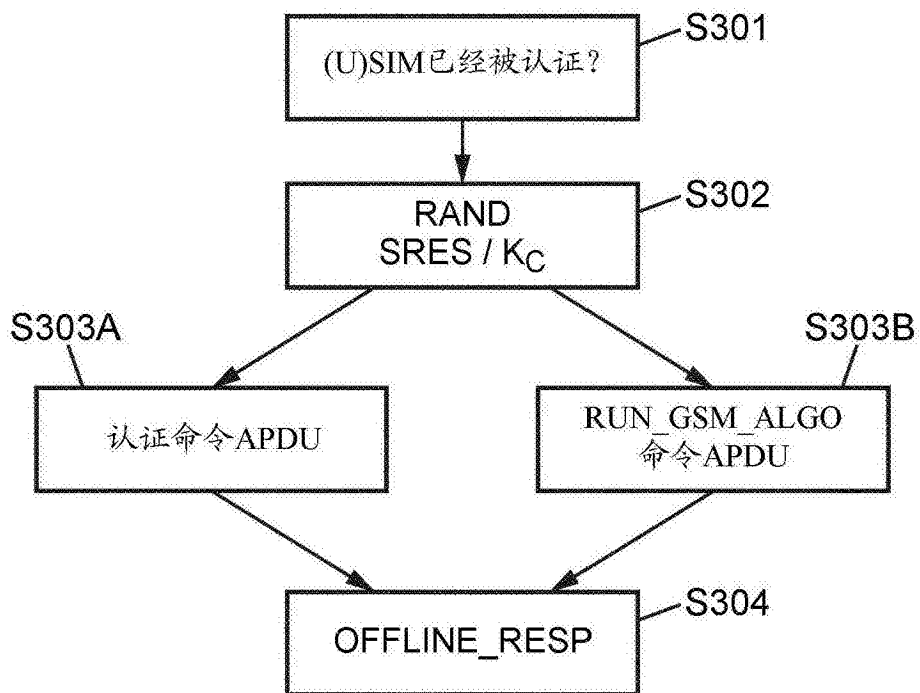 S301
(U)SIM已经被认证?
S302
RAND
SRES / KC
S303A
S303B
认证命令APDU
RUN_GSM_ALGO
命令APDU
S304
OFFLINE_RESP